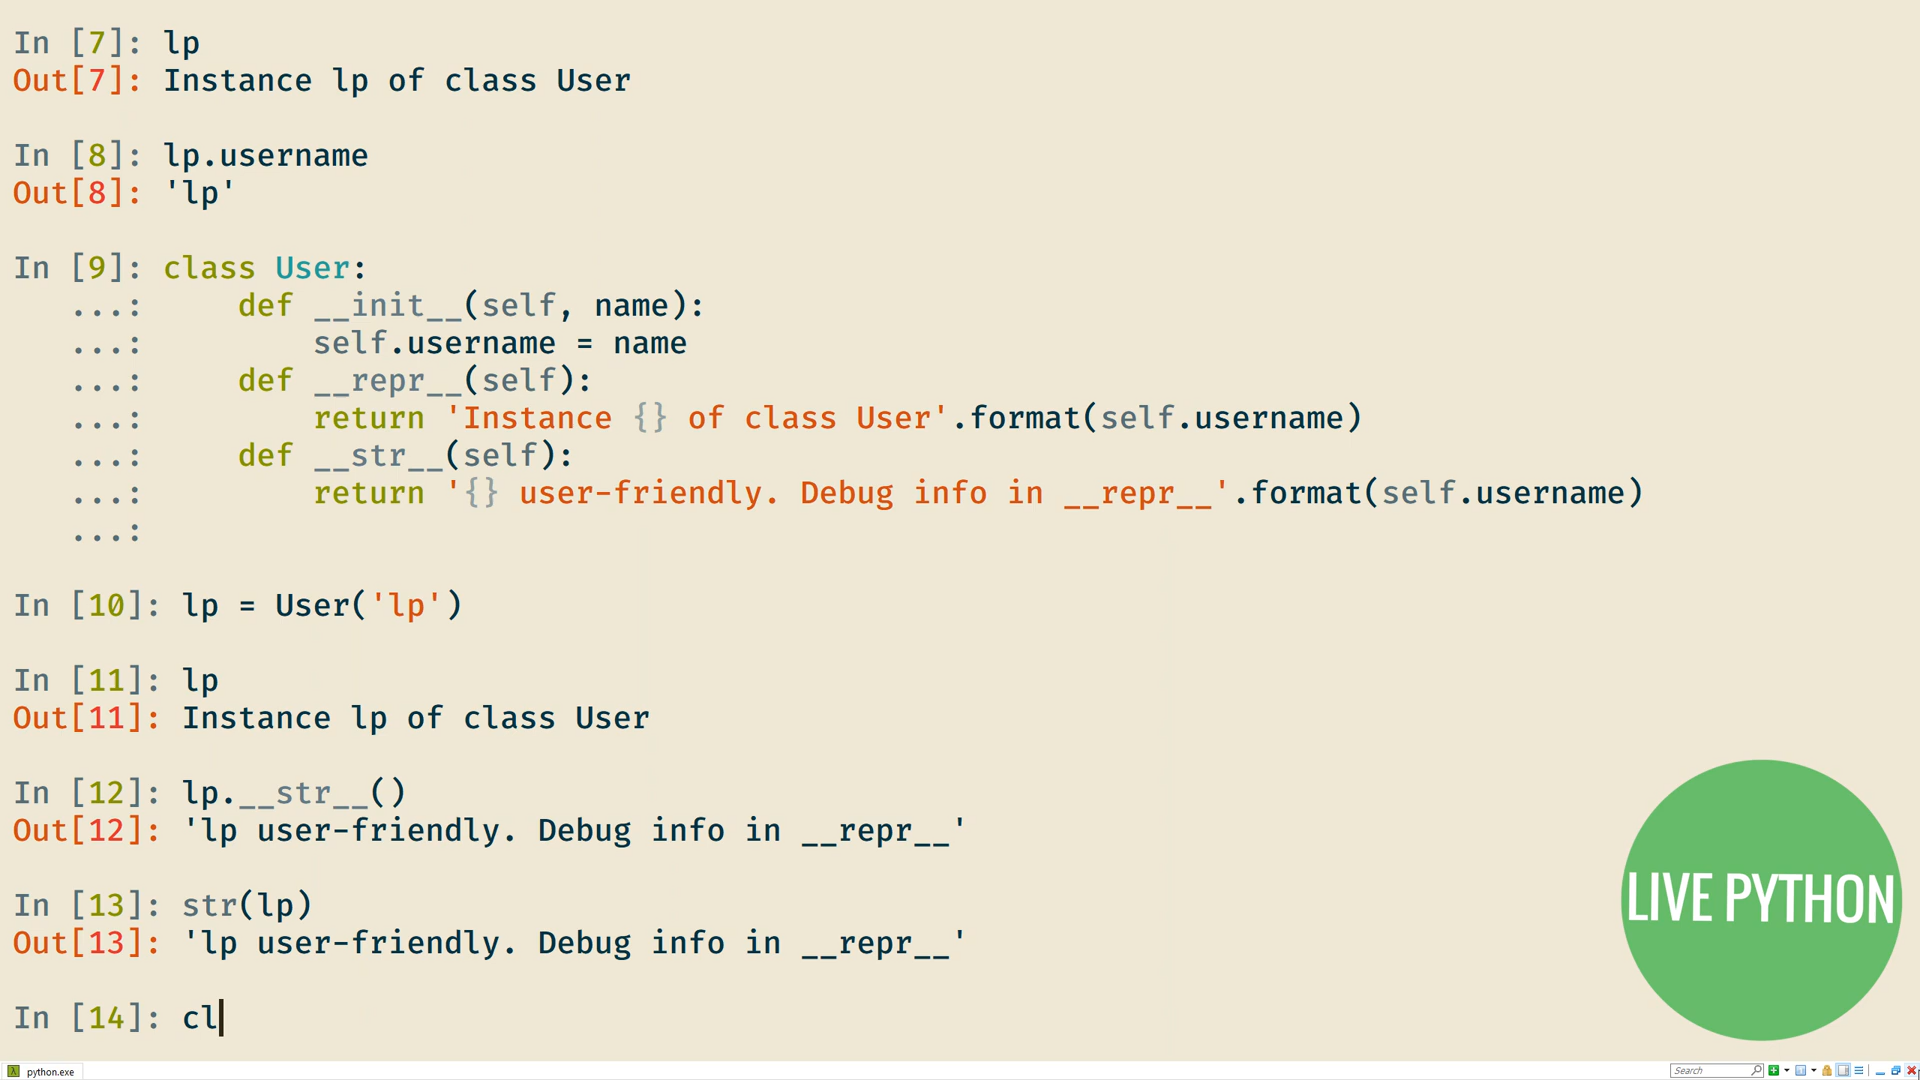 In [7]: lp
Out[7]: Instance lp of class User
In [8]: lp.username
Out[8]: 'lp'
In [9]: class User:
   ...:     def __init__(self, name):
   ...:         self.username = name
   ...:     def __repr__(self):
   ...:         return 'Instance {} of class User'.format(self.username)
   ...:     def __str__(self):
   ...:         return '{} user-friendly. Debug info in __repr__'.format(self.username)
   ...:
In [10]: lp = User('lp')
In [11]: lp
Out[11]: Instance lp of class User
In [12]: lp.__str__()
Out[12]: 'lp user-friendly. Debug info in __repr__'
In [13]: str(lp)
Out[13]: 'lp user-friendly. Debug info in __repr__'
In [14]: cl
LIVE PYTHON
python.exe
Search